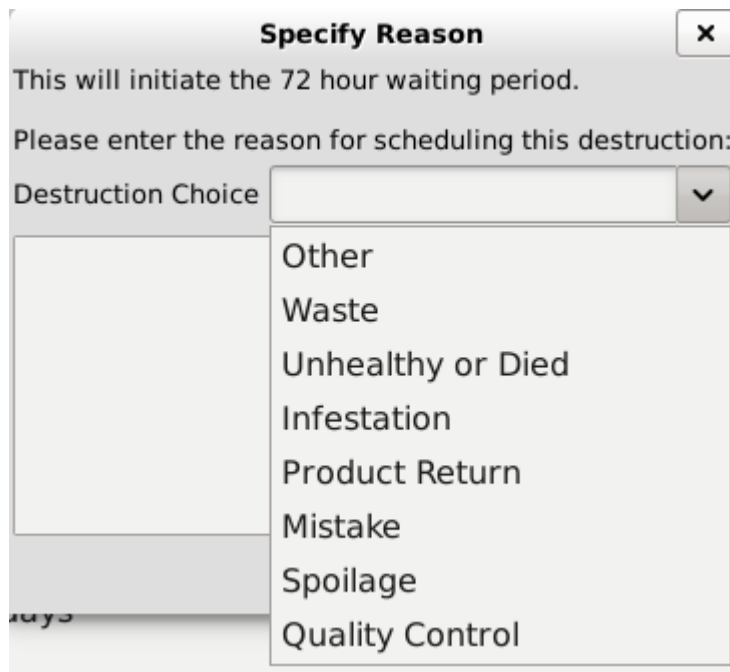 Specify Reason
This will initiate the 72 hour waiting period.
Please enter the reason for scheduling this destruction:
Destruction Choice
Other
Waste
Unhealthy or Died
Infestation
Product Return
Mistake
Spoilage
days
Quality Control